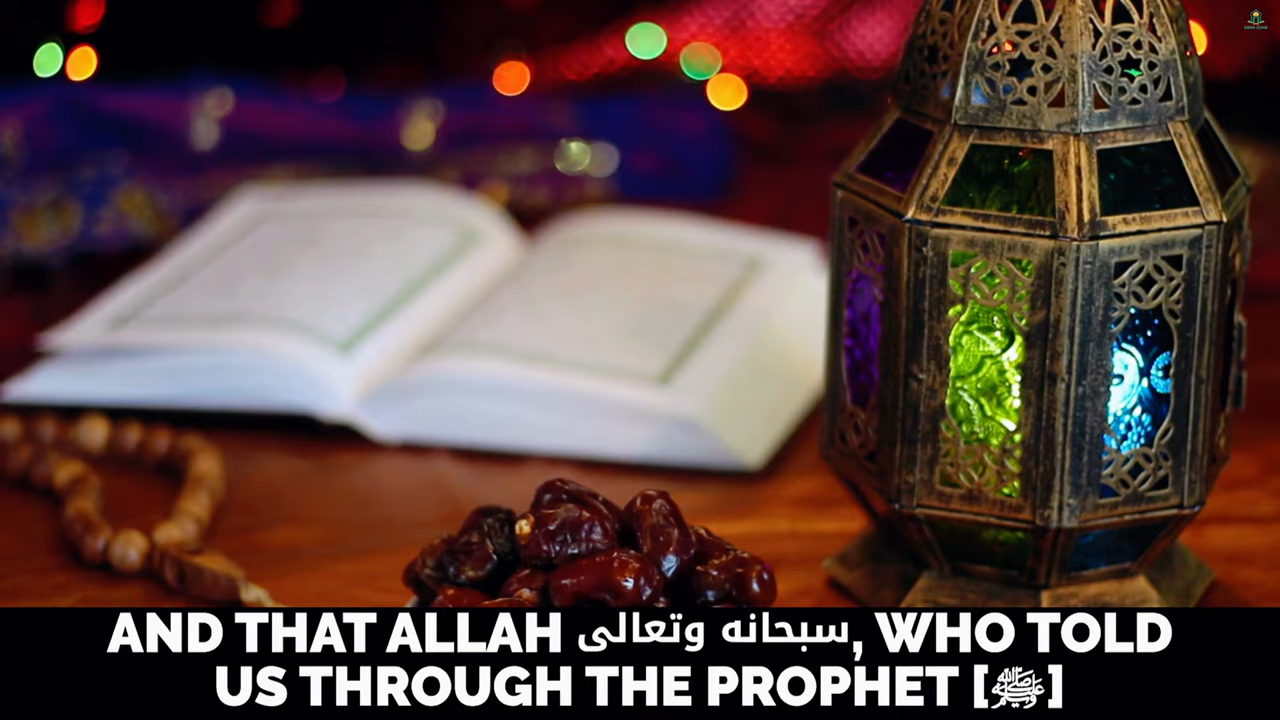 AND THAT ALLAH سبحانه وتعالى, WHO TOLD
US THROUGH THE PROPHET [ﷺ]